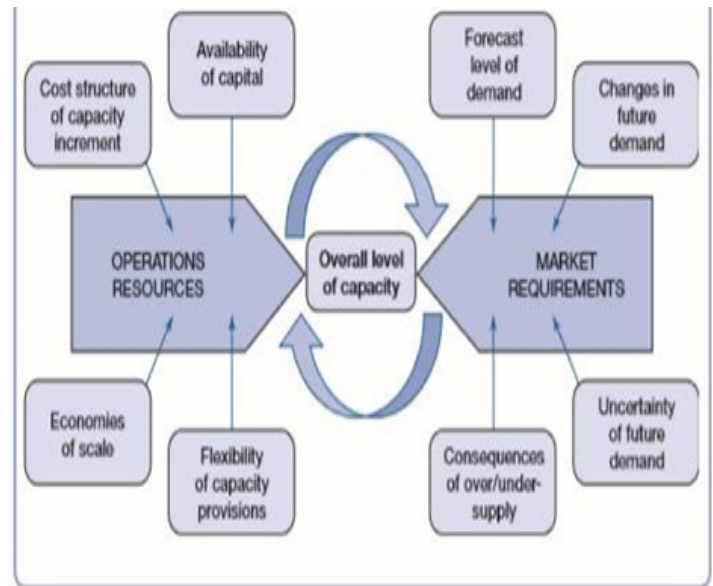 Availability
of capital
Forecast
level of
demand
Cost structure
of capacity
increment
Changes in
future
demand
OPERATIONS
RESOURCES
Overall level
of capacity
MARKET
REQUIREMENTS
Economies
of scale
Flexibility
of capacity
provisions
Consequences
of over/under-
supply
Uncertainty
of future
demand